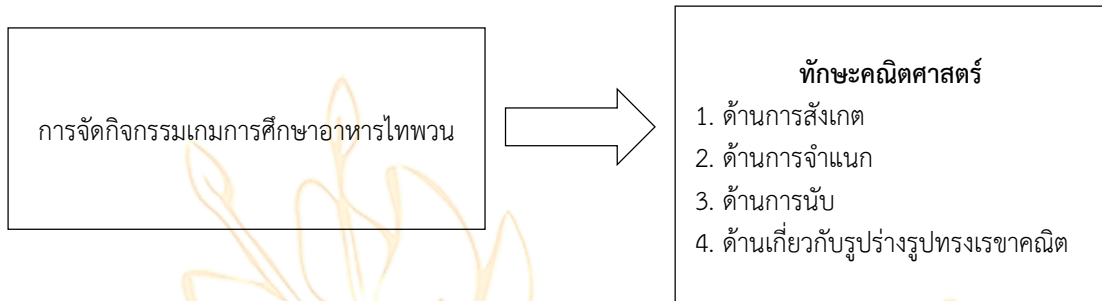 การจัดกิจกรรมเกมการศึกษาอาหารไทพวน
ทักษะคณิตศาสตร์
1. ด้านการสังเกต
2. ด้านการจำแนก
3. ด้านการนับ
4. ด้านเกี่ยวกับรูปร่างรูปทรงเรขาคณิต